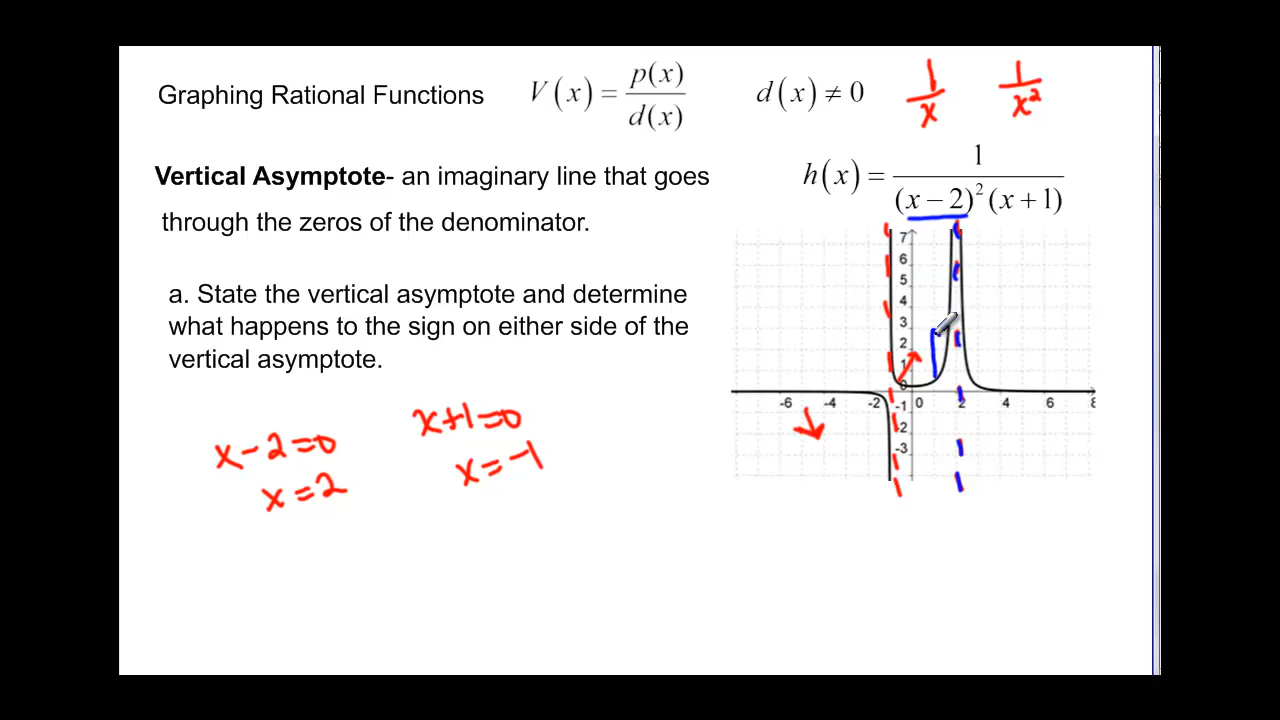 Graphing Rational Functions V(x) = p(x)/d(x) d(x) ≠ 0 1/x 1/x²
Vertical Asymptote- an imaginary line that goes
through the zeros of the denominator.
h(x) = 1/((x − 2)²(x + 1))
a. State the vertical asymptote and determine
what happens to the sign on either side of the
vertical asymptote.
x-2=0
x=2
x+1=0
x=-1
7
6
5
4
3
2
1
0
-6 -4 -2 -1 0 2 4 6 8
-2
-3